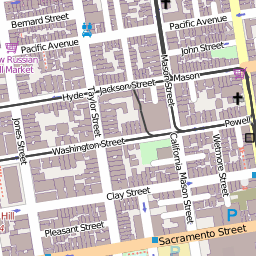 Bernard Street
Pacific Avenue
Pacific Avenue
John Street
Russian
Market
Mason
Hyde
Jackson Street
Mason Street
Taylor Street
Jones Street
Powell
Washington Street
California
Mason Street
Wetmore Street
Clay Street
Hill
P
Pleasant Street
Sacramento Street
P